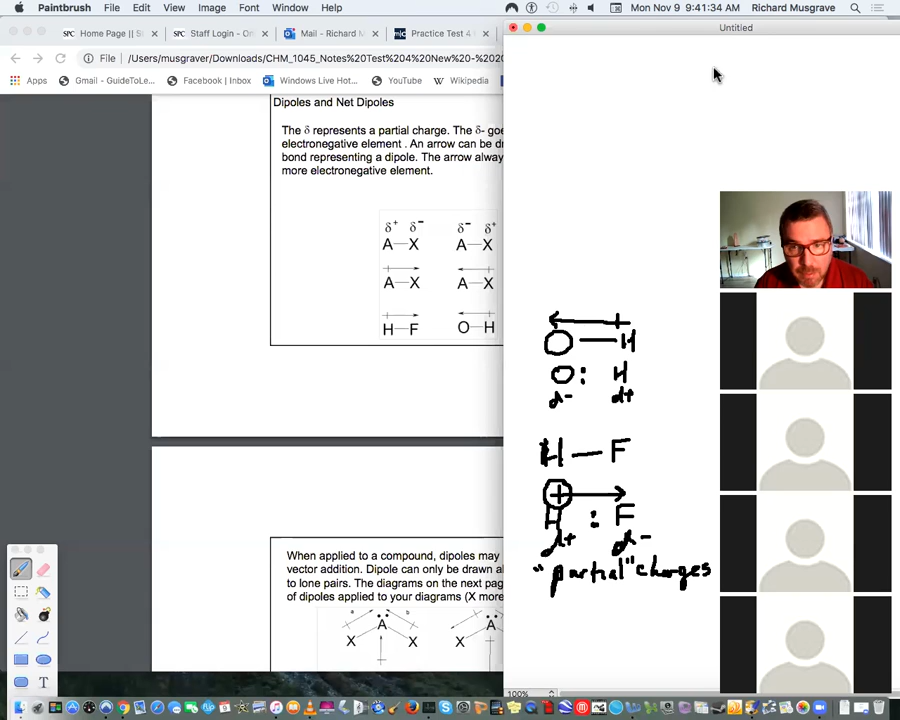 Paintbrush File Edit View Image Font Window Help Mon Nov 9 9:41:34 AM Richard Musgrave
SPC Home Page || S SPC Staff Login - On Mail - Richard M Practice Test 4
File /Users/musgraver/Downloads/CHM_1045_Notes%20Test%204%20New%20-%20
Apps Gmail - GuideToLe... Facebook | Inbox Windows Live Hot... YouTube Wikipedia
Untitled
Dipoles and Net Dipoles
The δ represents a partial charge. The δ- goe
electronegative element . An arrow can be dr
bond representing a dipole. The arrow alway
more electronegative element.
δ+ δ- δ- δ+
A—X A—X
A—X A—X
H—F O—H
O — H
O : H
δ- δ+
H — F
H : F
δ+ δ-
"partial" charges
When applied to a compound, dipoles may
vector addition. Dipole can only be drawn al
to lone pairs. The diagrams on the next pag
of dipoles applied to your diagrams (X more
A A
X X X
T
100%